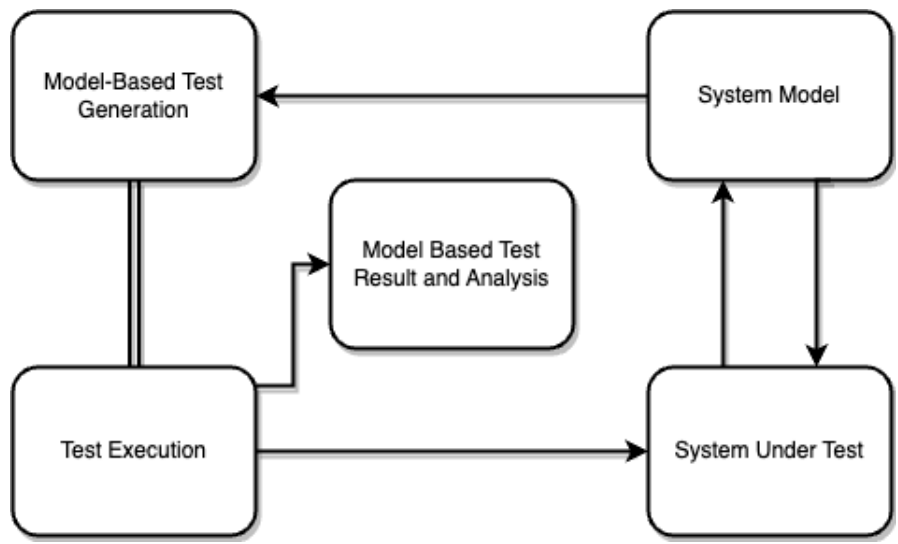 Model-Based Test
Generation
System Model
Model Based Test
Result and Analysis
Test Execution
System Under Test